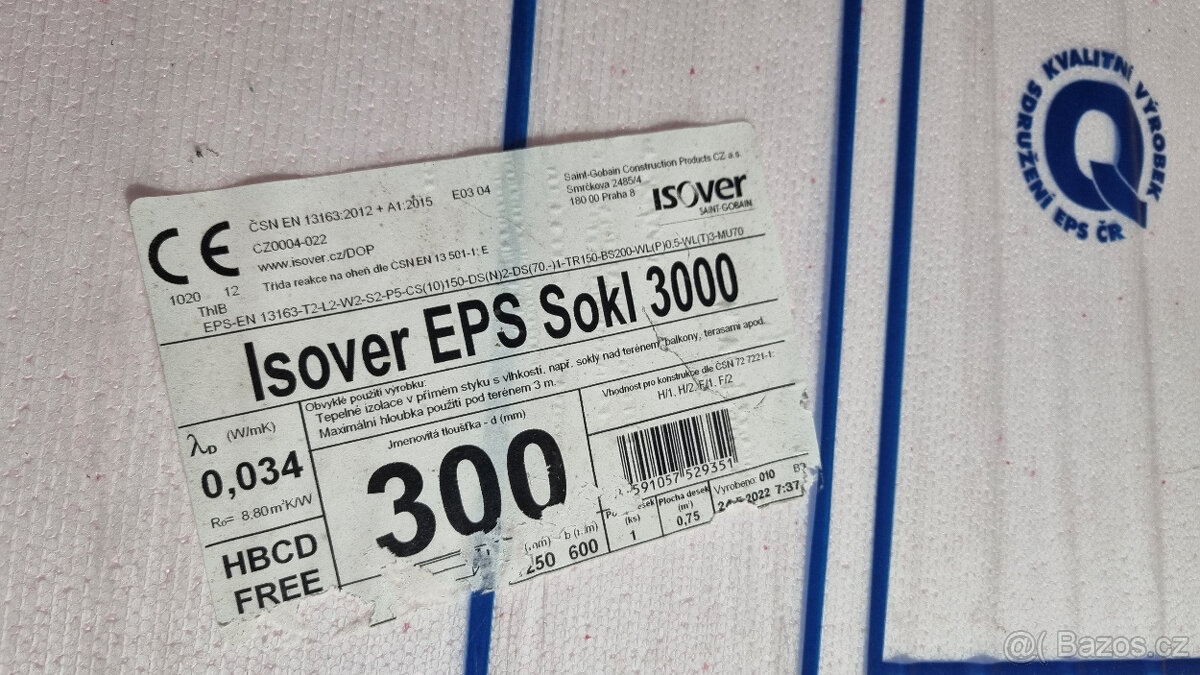 CE
1020 12
ThIB
ČSN EN 13163:2012 + A1:2015 E03 04
CZ0004-022
www.isover.cz/DOP
Třída reakce na oheň dle ČSN EN 13 501-1: E
Saint-Gobain Construction Products CZ a.s.
Smrčkova 2485/4
180 00 Praha 8
isover
SAINT-GOBAIN
EPS-EN 13163-T2-L2-W2-S2-P5-CS(10)150-DS(N)2-DS(70.-)1-TR150-BS200-WL(P)0.5-WL(T)3-MU70
Isover EPS Sokl 3000
Obvyklé použití výrobku:
Tepelné izolace v přímém styku s vlhkostí, např. sokly nad terénem, balkony, terasami apod.
Maximální hloubka použití pod terénem 3 m.
λD (W/mK)
0,034
RD= 8.80m²K/W
HBCD
FREE
Jmenovitá tloušťka - d (mm)
300
b (mm)
600
Vhodnost pro konstrukce dle ČSN 72 7221-1:
H/1, H/2, F/1, F/2
591057 529351
(ks)
1
Plocha desek
(m²)
0,75
Vyrobeno: 010
2022 7:37
KVALITNÍ VÝROBEK
Q
SDRUŽENÍ EPS ČR
@( Bazos.cz